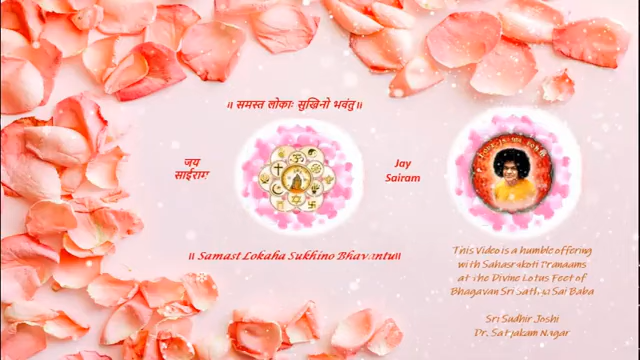 ॥ समस्त लोकाः सुखिनो भवंतु॥
जय
साईराम
Jay
Sairam
॥ Samast Lokaha Sukhino Bhavantu॥
This Video is a humble offering
with Sahasrakoti Pranaams
at the Divine Lotus Feet of
Bhagavan Sri Sathya Sai Baba
Sri Sudhir Joshi
Dr. Satyakam Nagar